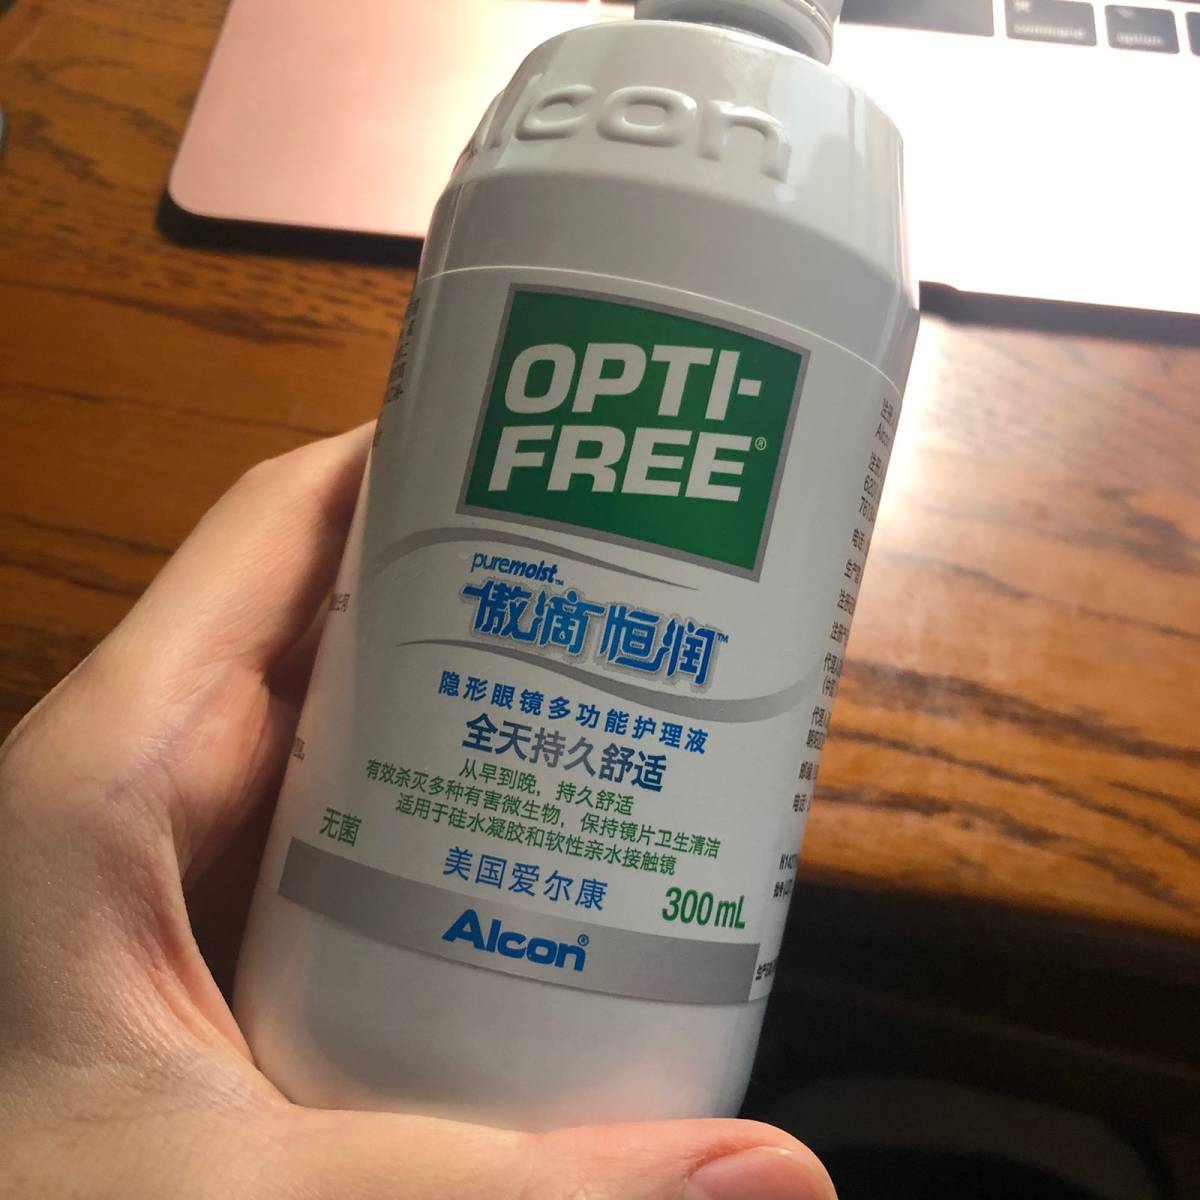 command
option
Alcon
OPTI-
FREE®
puremoist™
傲滴 恒润™
隐形眼镜多功能护理液
全天持久舒适
从早到晚，持久舒适
有效杀灭多种有害微生物，保持镜片卫生清洁
适用于硅水凝胶和软性亲水接触镜
无菌
美国爱尔康
300 mL
Alcon®